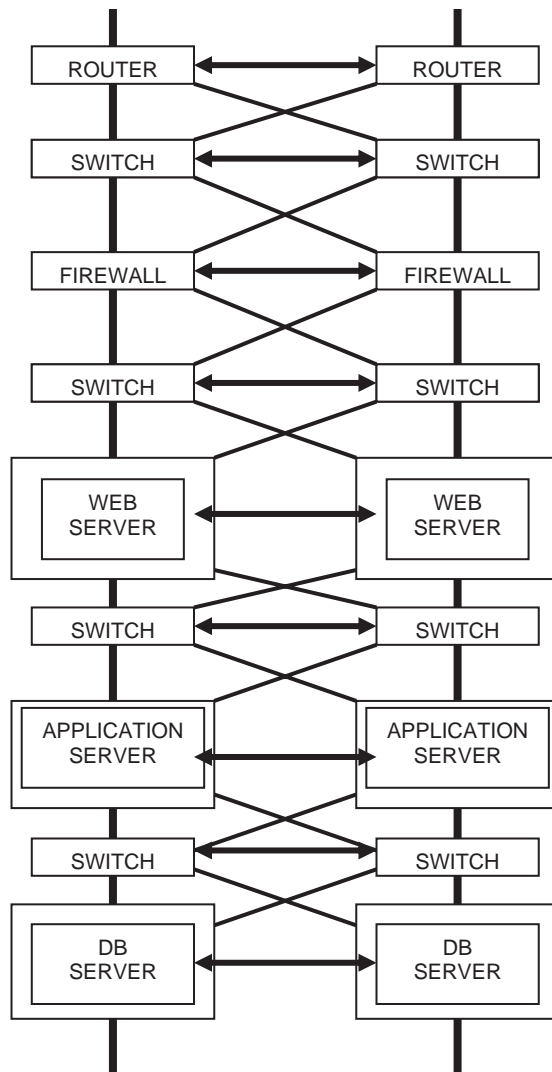 ROUTER
ROUTER
SWITCH
SWITCH
FIREWALL
FIREWALL
SWITCH
SWITCH
WEB
SERVER
WEB
SERVER
SWITCH
SWITCH
APPLICATION
SERVER
APPLICATION
SERVER
SWITCH
SWITCH
DB
SERVER
DB
SERVER